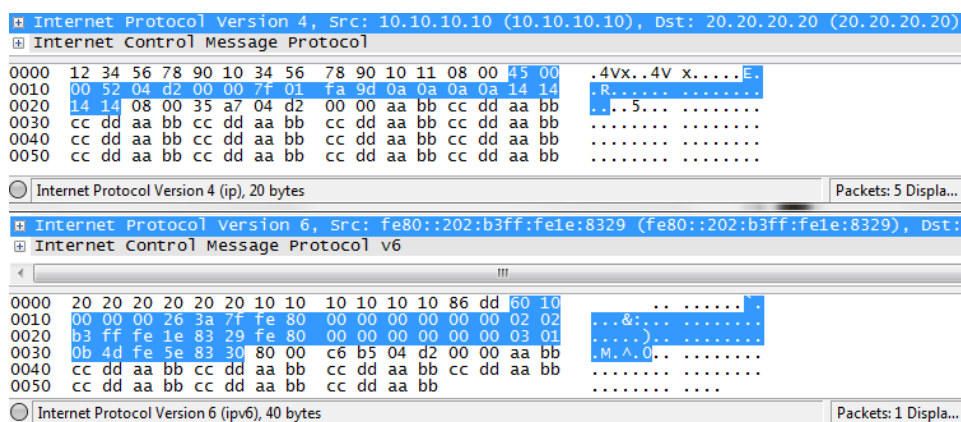 Internet Protocol Version 4, Src: 10.10.10.10 (10.10.10.10), Dst: 20.20.20.20 (20.20.20.20)
Internet Control Message Protocol
0000 12 34 56 78 90 10 34 56 78 90 10 11 08 00 45 00 .4Vx..4V x.....E.
0010 00 52 04 d2 00 00 7f 01 fa 9d 0a 0a 0a 0a 14 14 .R...... ........
0020 14 14 08 00 35 a7 04 d2 00 00 aa bb cc dd aa bb ....5... ........
0030 cc dd aa bb cc dd aa bb cc dd aa bb cc dd aa bb ........ ........
0040 cc dd aa bb cc dd aa bb cc dd aa bb cc dd aa bb ........ ........
0050 cc dd aa bb cc dd aa bb cc dd aa bb cc dd aa bb ........ ........
Internet Protocol Version 4 (ip), 20 bytes Packets: 5 Displa...
Internet Protocol Version 6, Src: fe80::202:b3ff:fe1e:8329 (fe80::202:b3ff:fe1e:8329), Dst:
Internet Control Message Protocol v6
0000 20 20 20 20 20 20 10 10 10 10 10 10 86 dd 60 10 .. ......`.
0010 00 00 00 26 3a 7f fe 80 00 00 00 00 00 00 02 02 ...&:... ........
0020 b3 ff fe 1e 83 29 fe 80 00 00 00 00 00 00 03 01 .....).. ........
0030 0b 4d fe 5e 83 30 80 00 c6 b5 04 d2 00 00 aa bb .M.^.0.. ........
0040 cc dd aa bb cc dd aa bb cc dd aa bb cc dd aa bb ........ ........
0050 cc dd aa bb cc dd aa bb cc dd aa bb ........ ....
Internet Protocol Version 6 (ipv6), 40 bytes Packets: 1 Displa...